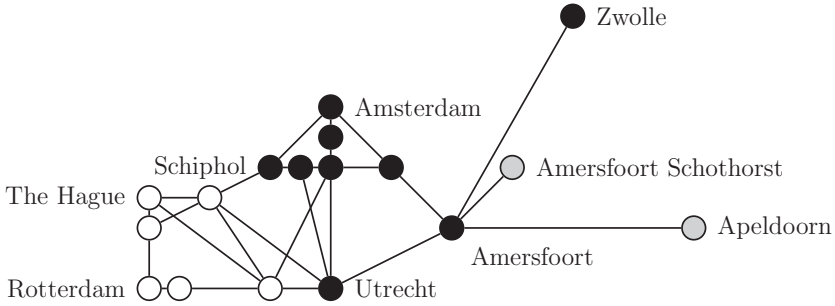 Zwolle
Amsterdam
Schiphol
Amersfoort Schothorst
The Hague
Apeldoorn
Amersfoort
Rotterdam
Utrecht